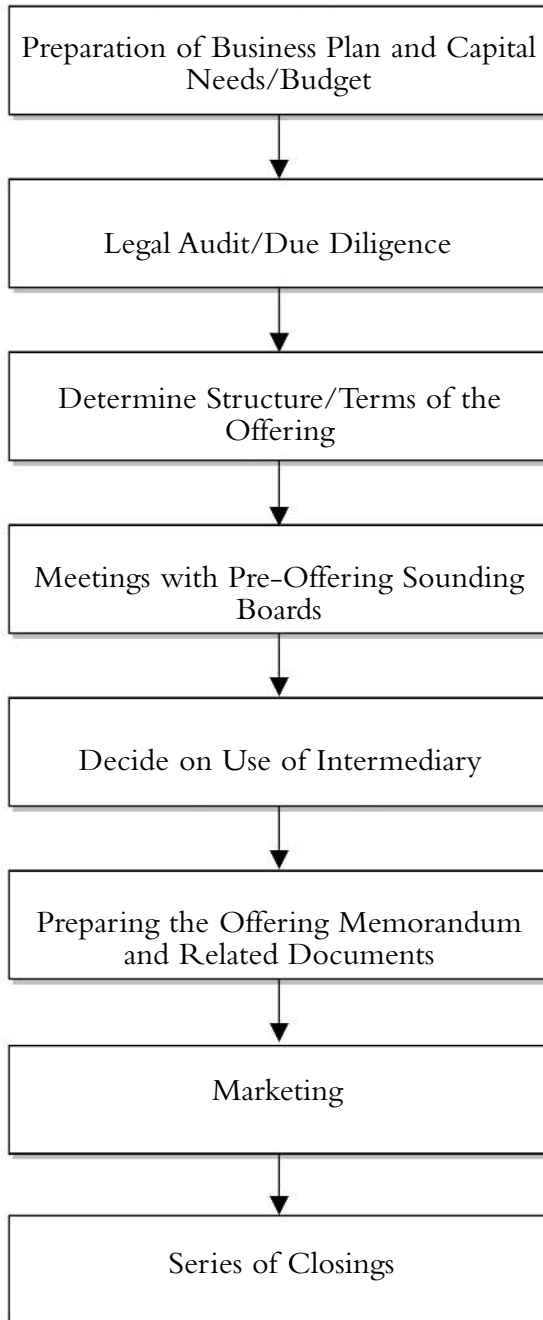 Preparation of Business Plan and Capital
Needs/Budget
Legal Audit/Due Diligence
Determine Structure/Terms of the
Offering
Meetings with Pre-Offering Sounding
Boards
Decide on Use of Intermediary
Preparing the Offering Memorandum
and Related Documents
Marketing
Series of Closings